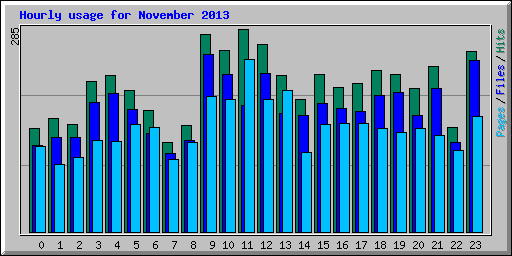 Hourly usage for November 2013
285
Pages / Files / Hits
0 1 2 3 4 5 6 7 8 9 10 11 12 13 14 15 16 17 18 19 20 21 22 23